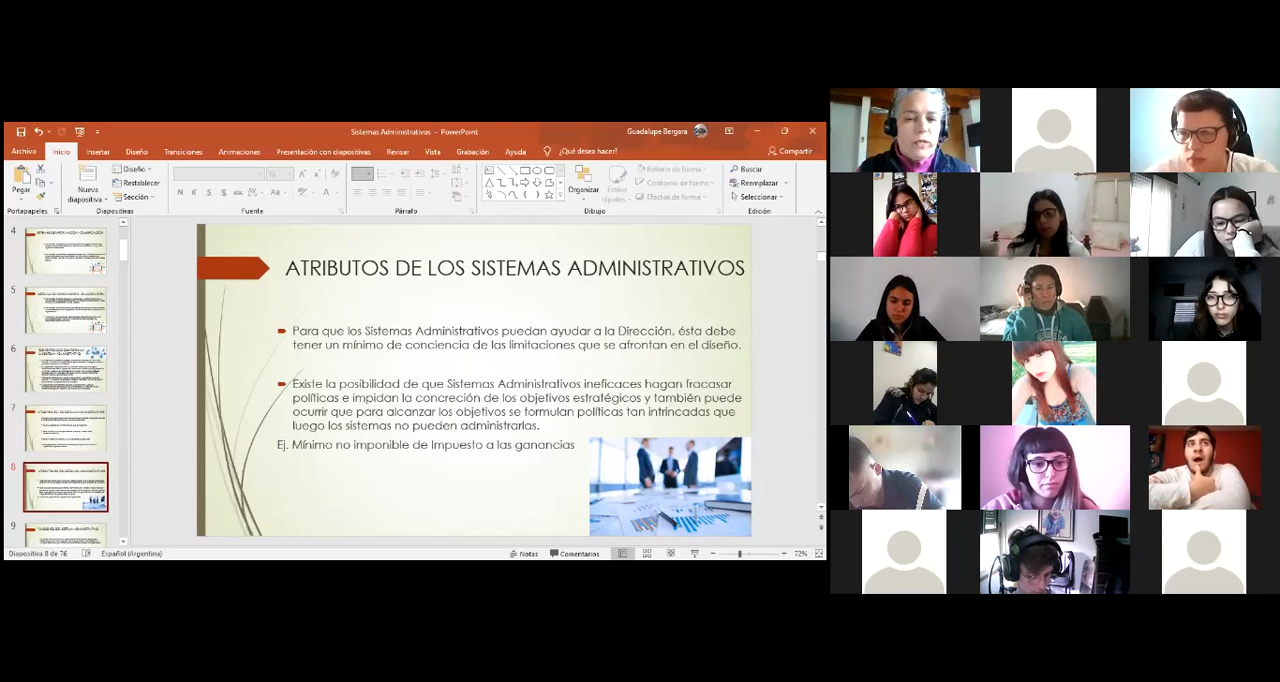 Sistemas Administrativos - PowerPoint
Guadalupe Bergara
Archivo
Inicio
Insertar
Diseño
Transiciones
Animaciones
Presentación con diapositivas
Revisar
Vista
Grabación
Ayuda
¿Qué desea hacer?
Compartir
Pegar
Nueva
diapositiva
Diseño
Restablecer
Sección
Organizar
Estilos
rápidos
Relleno de forma
Contorno de forma
Efectos de forma
Buscar
Reemplazar
Seleccionar
Portapapeles
Diapositivas
Fuente
Párrafo
Dibujo
Edición
4
5
6
7
8
9
ATRIBUTOS DE LOS SISTEMAS ADMINISTRATIVOS
Para que los Sistemas Administrativos puedan ayudar a la Dirección, ésta debe
tener un mínimo de conciencia de las limitaciones que se afrontan en el diseño.
Existe la posibilidad de que Sistemas Administrativos ineficaces hagan fracasar
políticas e impidan la concreción de los objetivos estratégicos y también puede
ocurrir que para alcanzar los objetivos se formulan políticas tan intrincadas que
luego los sistemas no pueden administrarlas.
Ej. Mínimo no imponible de Impuesto a las ganancias
Diapositiva 8 de 76
Español (Argentina)
Notas
Comentarios
72%